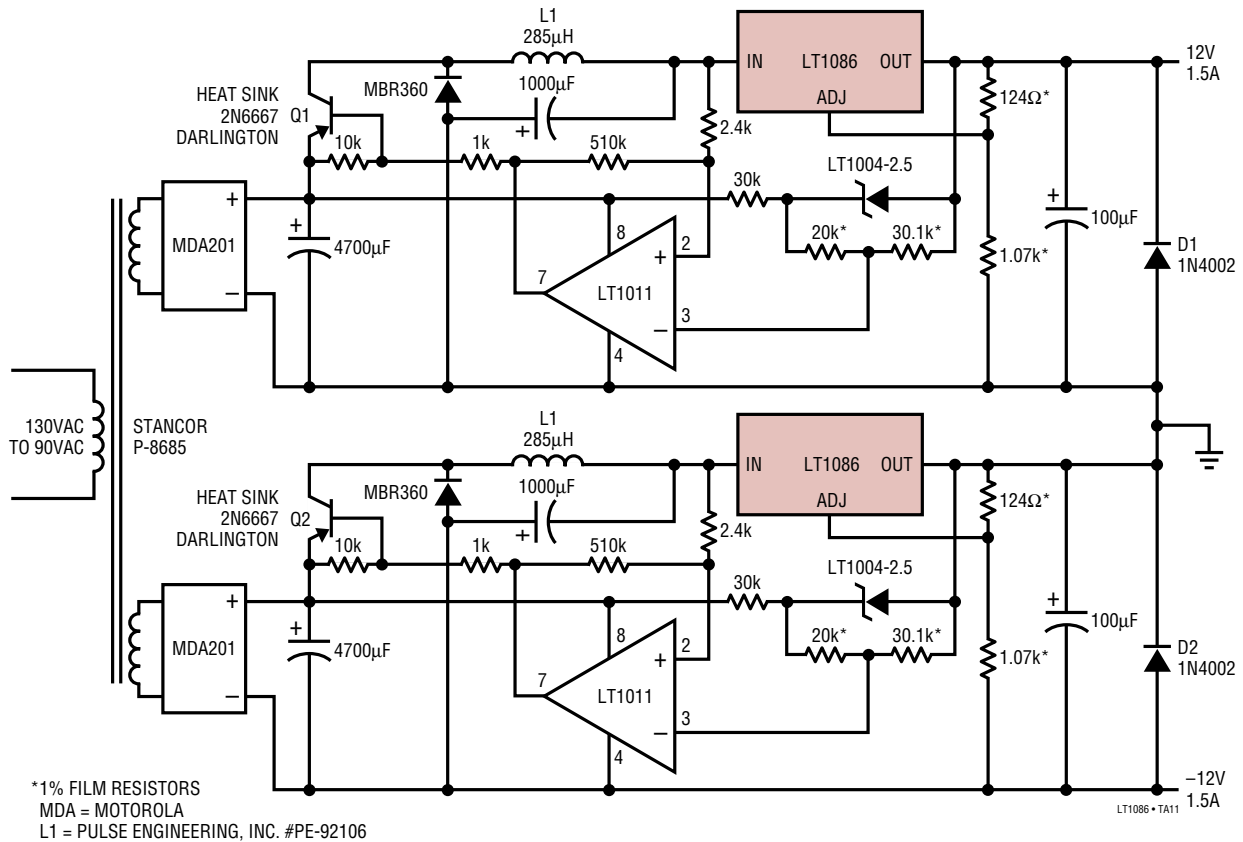 L1
285µH
IN LT1086 OUT
ADJ
12V
1.5A
HEAT SINK
2N6667
DARLINGTON
Q1
MBR360
1000µF
+
2.4k
124Ω*
10k
1k
510k
LT1004-2.5
30k
20k*
30.1k*
1.07k*
+
100µF
D1
1N4002
+
MDA201
–
+
4700µF
8
2
+
7
LT1011
3
–
4
130VAC
TO 90VAC
STANCOR
P-8685
L1
285µH
IN LT1086 OUT
ADJ
HEAT SINK
2N6667
DARLINGTON
Q2
MBR360
1000µF
+
2.4k
124Ω*
10k
1k
510k
LT1004-2.5
30k
20k*
30.1k*
1.07k*
+
100µF
D2
1N4002
+
MDA201
–
+
4700µF
8
2
+
7
LT1011
3
–
4
–12V
1.5A
LT1086 • TA11
*1% FILM RESISTORS
MDA = MOTOROLA
L1 = PULSE ENGINEERING, INC. #PE-92106